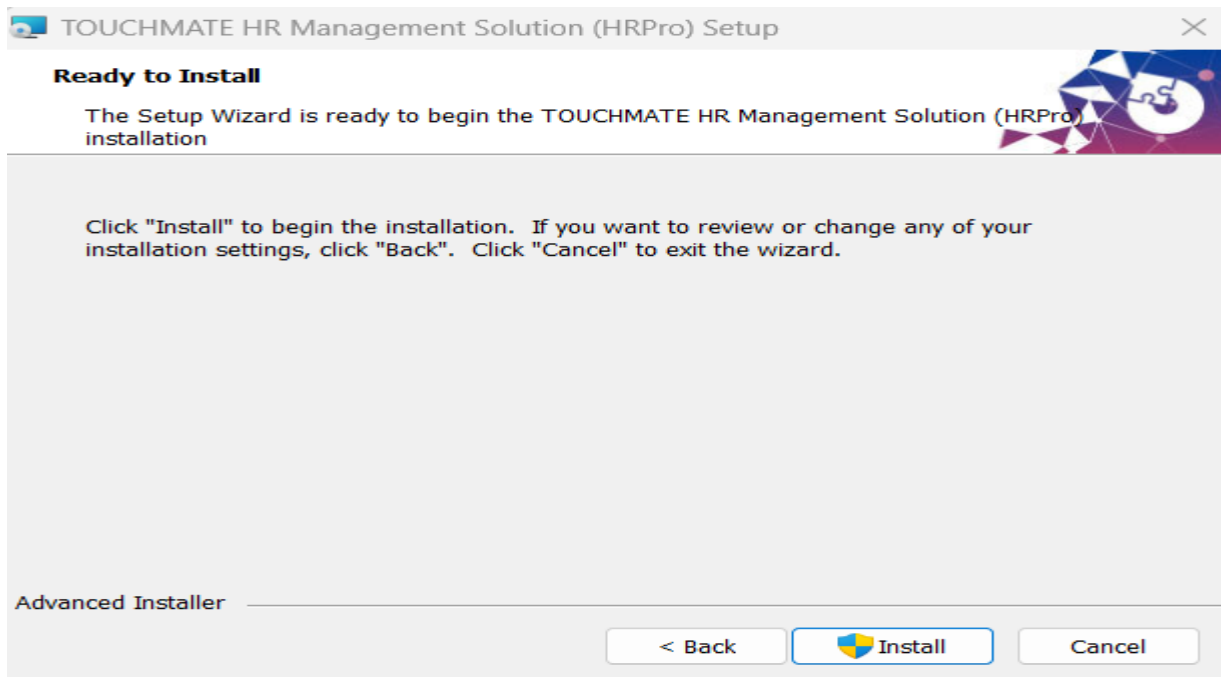 TOUCHMATE HR Management Solution (HRPro) Setup
Ready to Install
The Setup Wizard is ready to begin the TOUCHMATE HR Management Solution (HRPro)
installation
Click "Install" to begin the installation.  If you want to review or change any of your
installation settings, click "Back".  Click "Cancel" to exit the wizard.
Advanced Installer
< Back
Install
Cancel